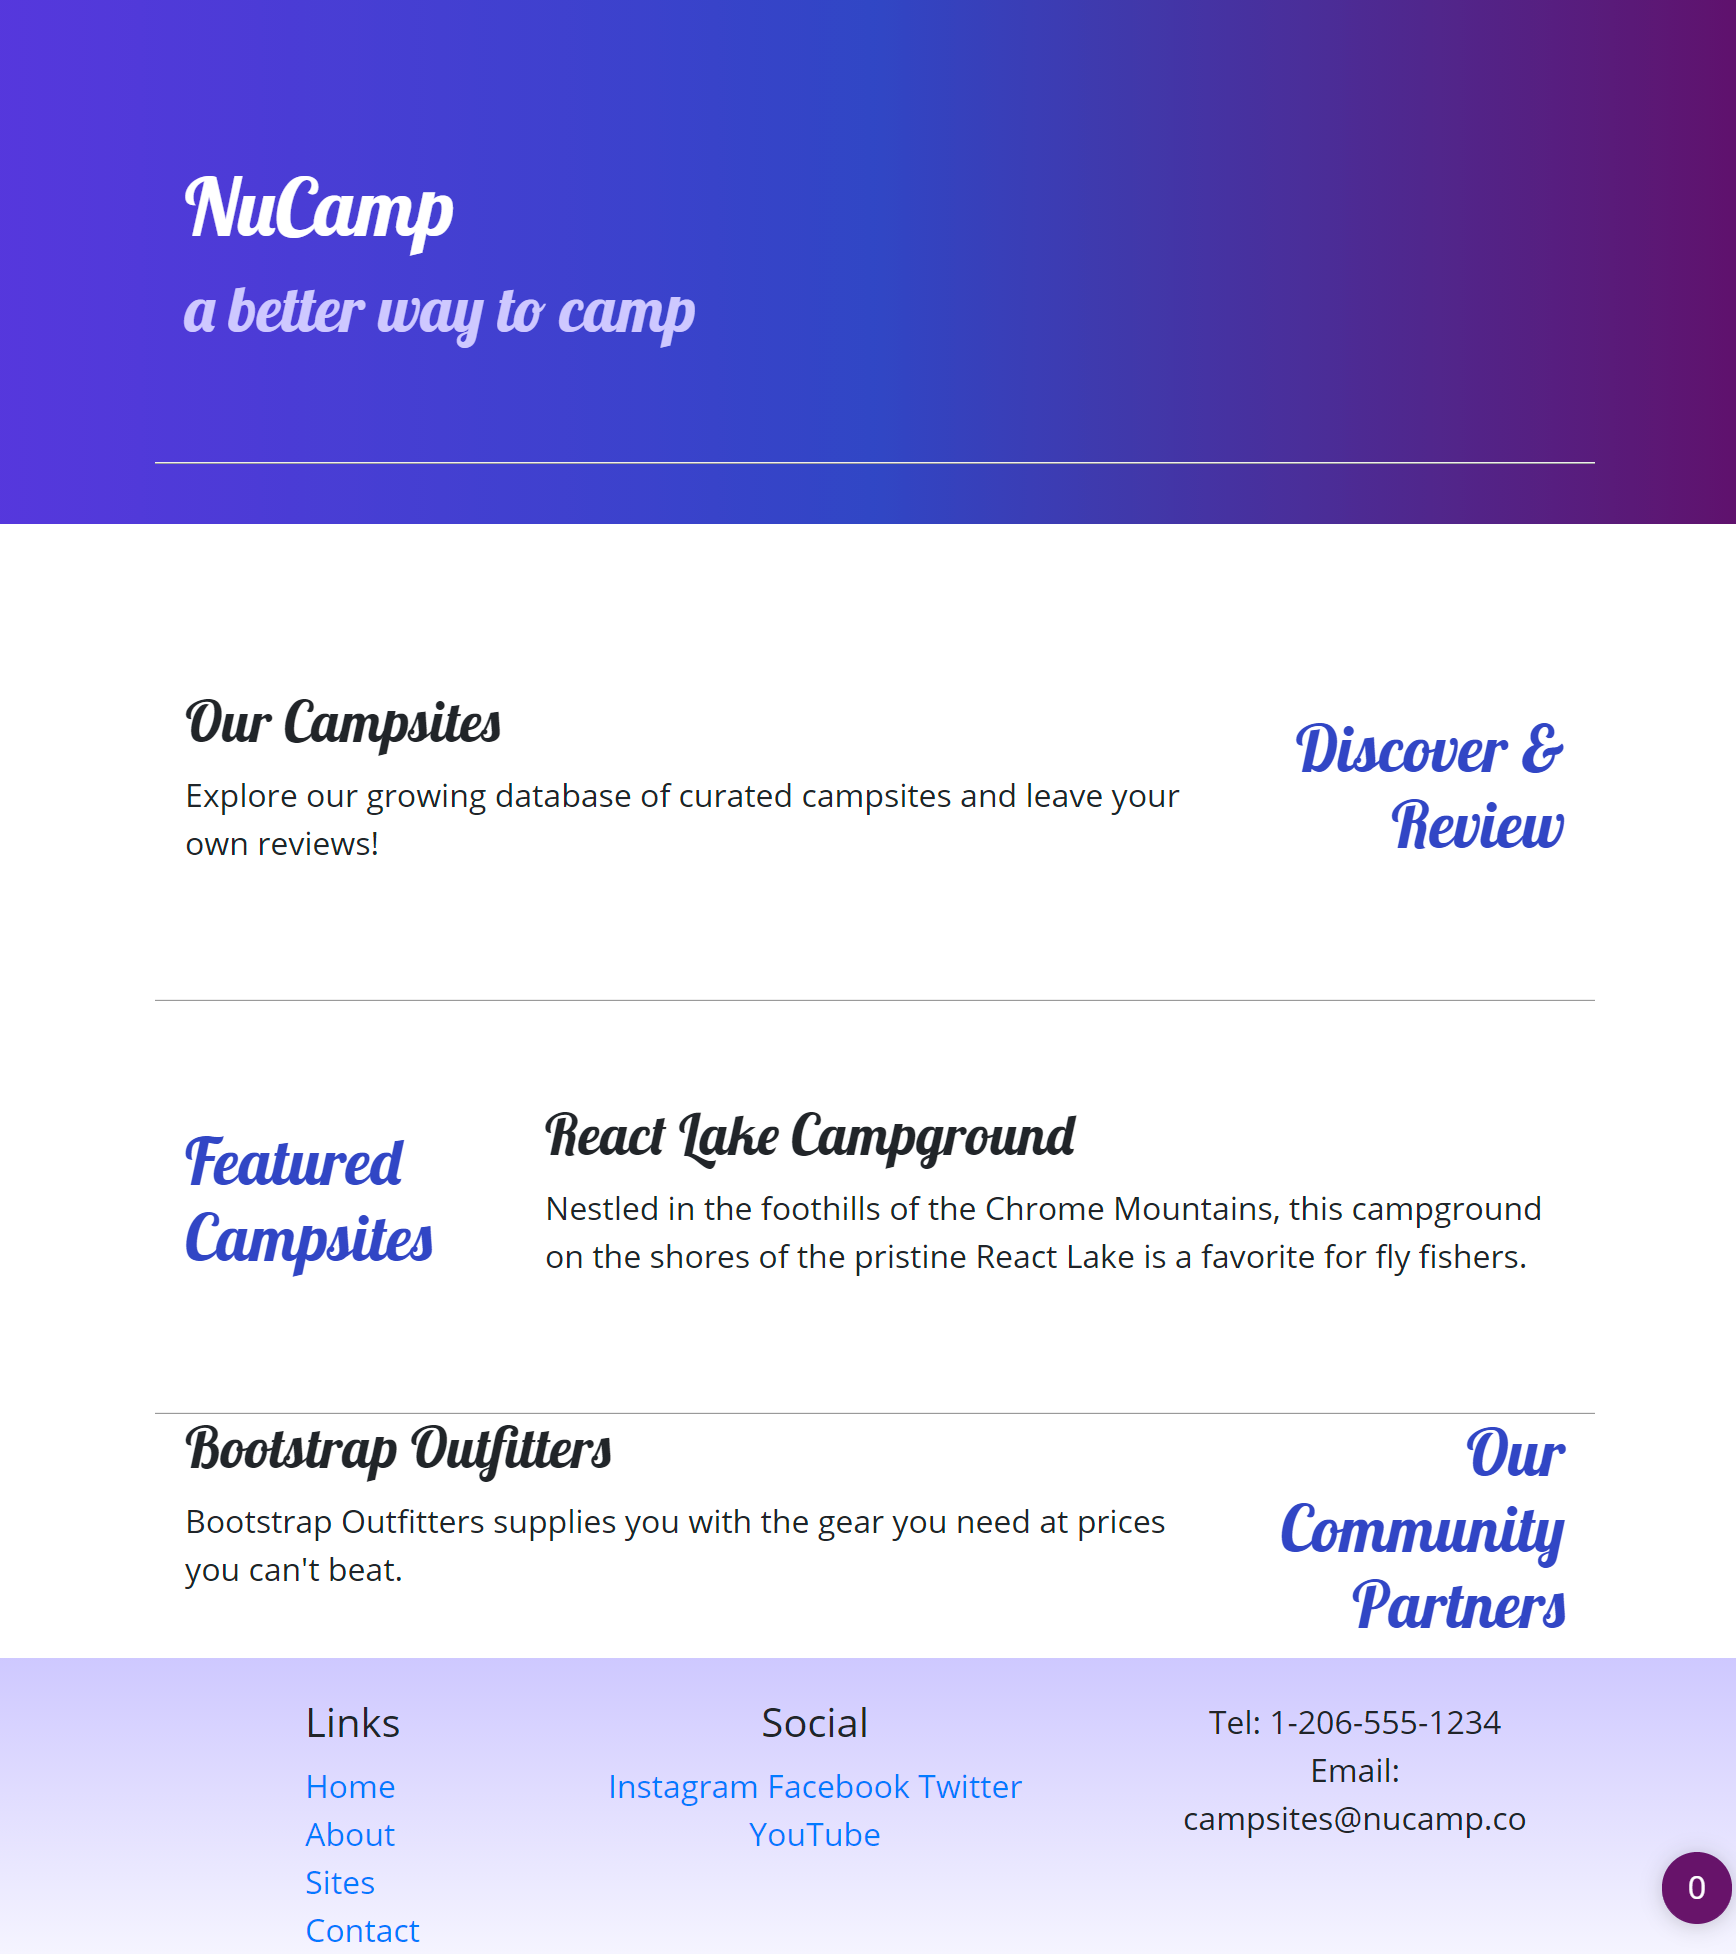 NuCamp
a better way to camp
Our Campsites
Explore our growing database of curated campsites and leave your
own reviews!
Discover &
Review
Featured
Campsites
React Lake Campground
Nestled in the foothills of the Chrome Mountains, this campground
on the shores of the pristine React Lake is a favorite for fly fishers.
Bootstrap Outfitters
Bootstrap Outfitters supplies you with the gear you need at prices
you can't beat.
Our
Community
Partners
Links
Home
About
Sites
Contact
Social
Instagram Facebook Twitter
YouTube
Tel: 1-206-555-1234
Email:
campsites@nucamp.co
0